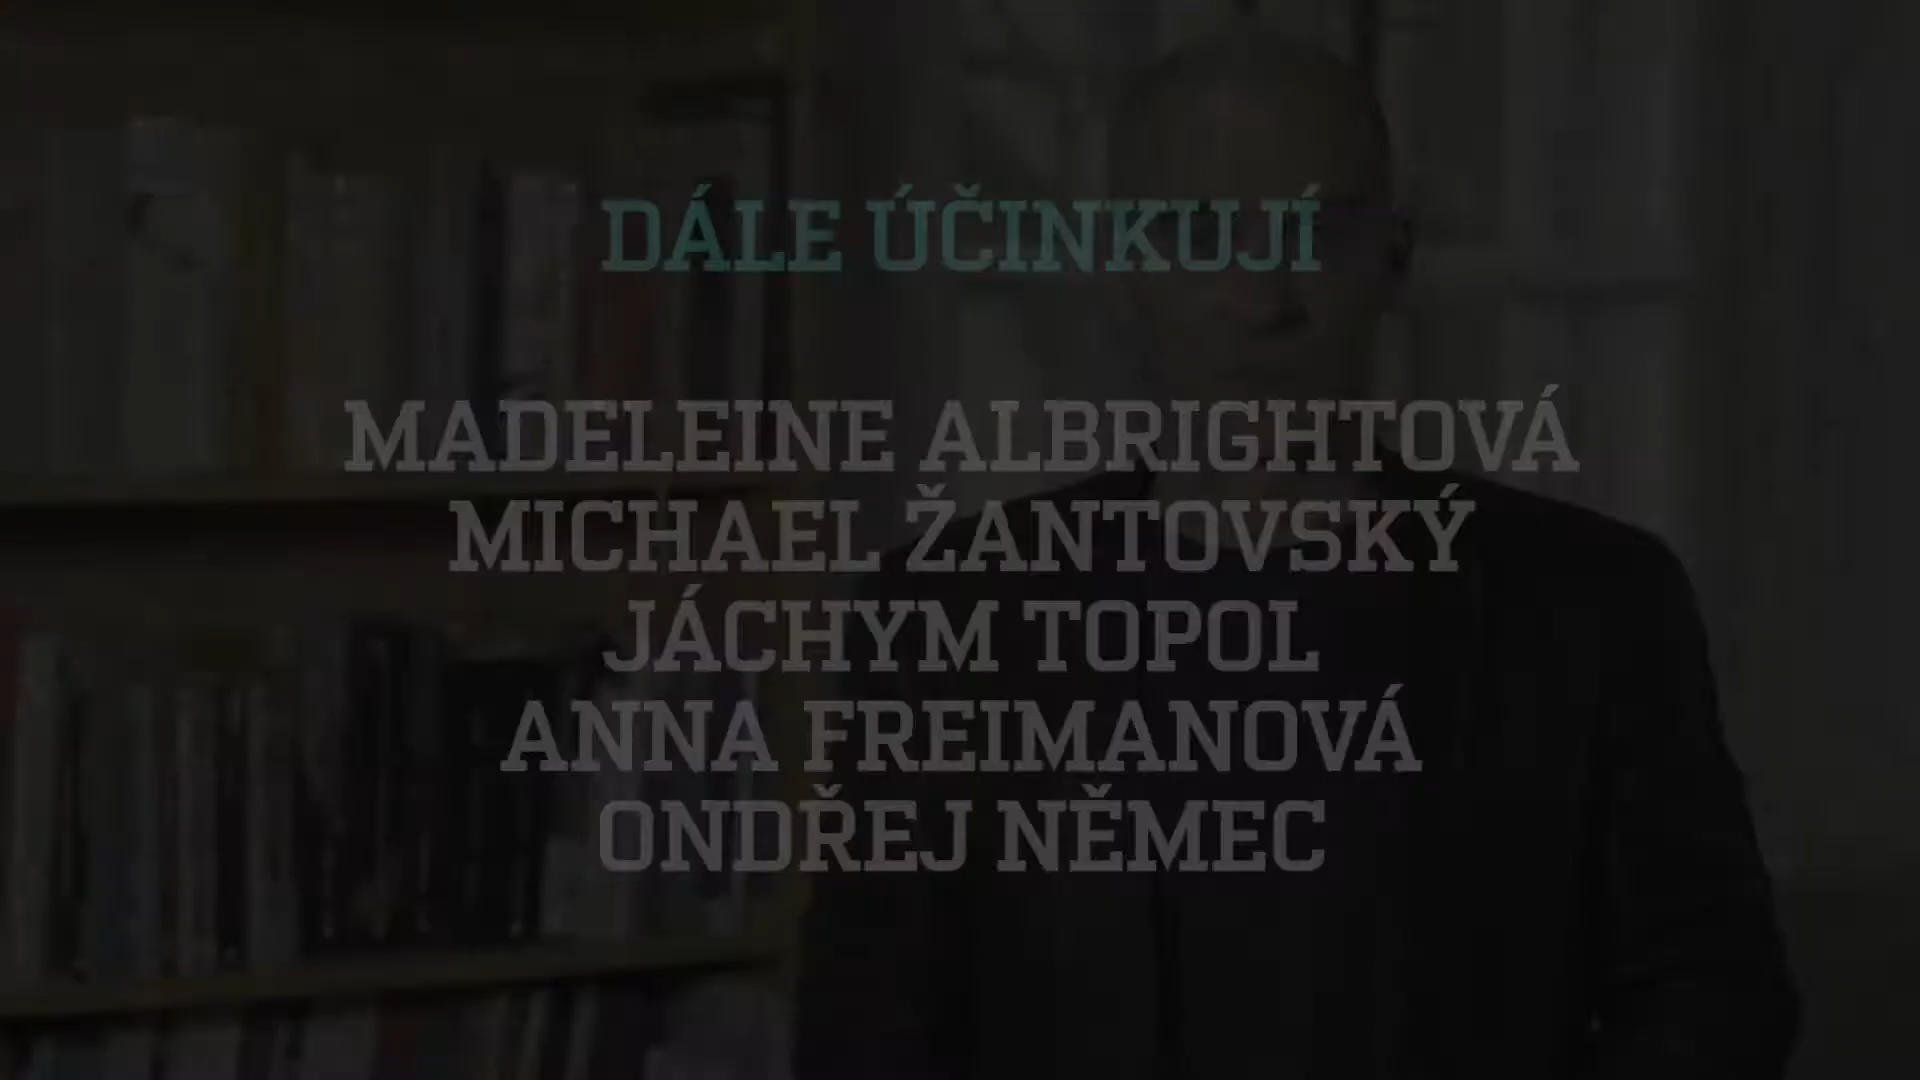 DÁLE ÚČINKUJÍ
MADELEINE ALBRIGHTOVÁ
MICHAEL ŽANTOVSKÝ
JÁCHYM TOPOL
ANNA FREIMANOVÁ
ONDŘEJ NĚMEC